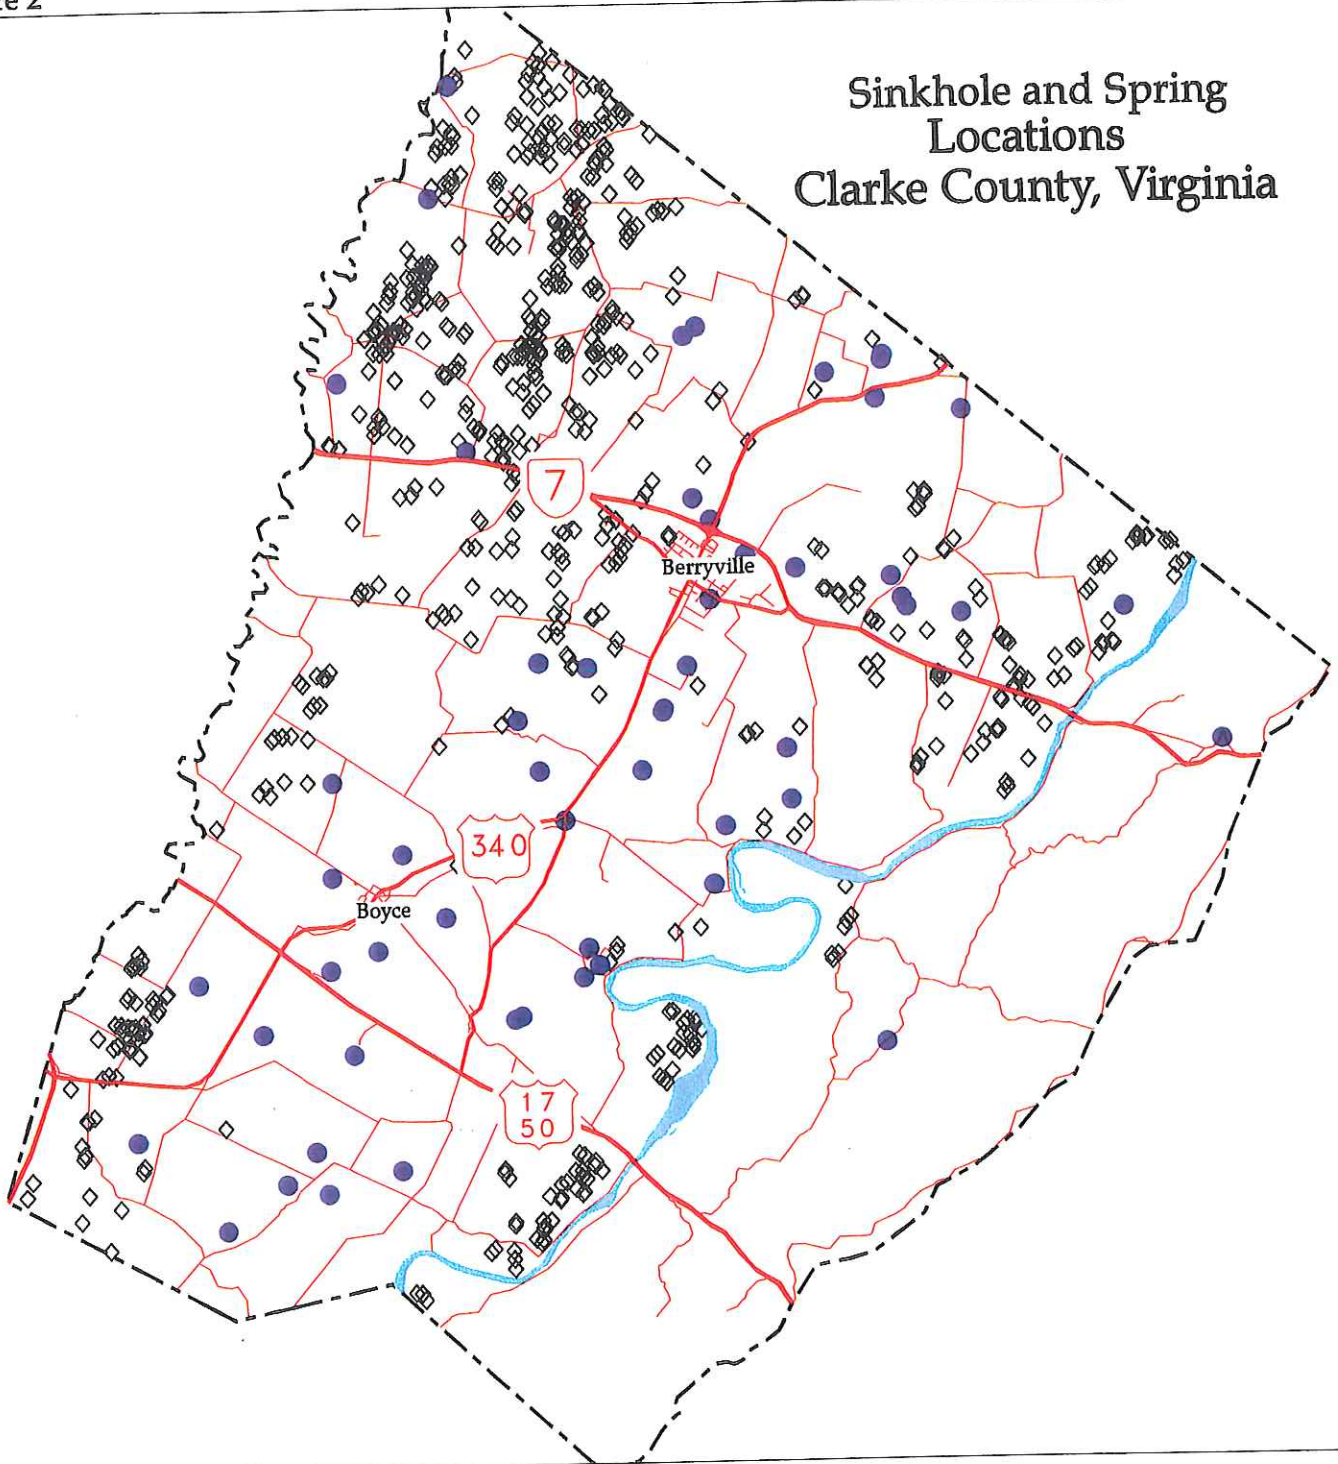 Sinkhole and Spring
Locations
Clarke County, Virginia
7
Berryville
340
Boyce
17
50